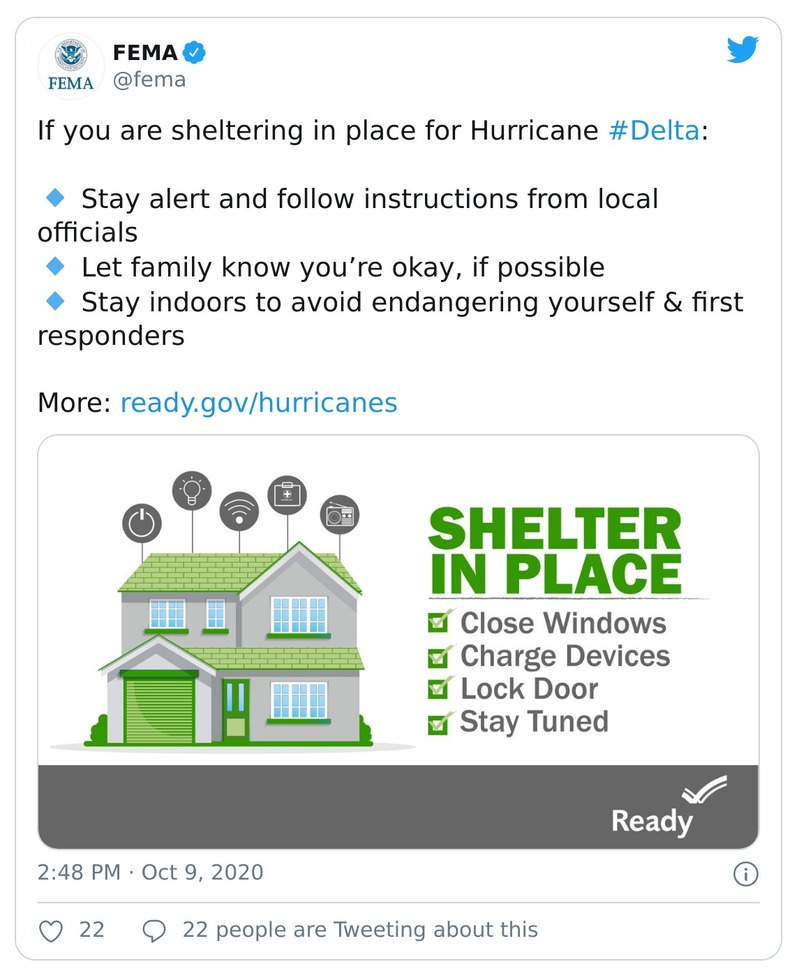 FEMA
@fema
FEMA
If you are sheltering in place for Hurricane #Delta:
🔹 Stay alert and follow instructions from local
officials
🔹 Let family know you’re okay, if possible
🔹 Stay indoors to avoid endangering yourself & first
responders
More: ready.gov/hurricanes
SHELTER
IN PLACE
Close Windows
Charge Devices
Lock Door
Stay Tuned
Ready
2:48 PM · Oct 9, 2020
22
22 people are Tweeting about this